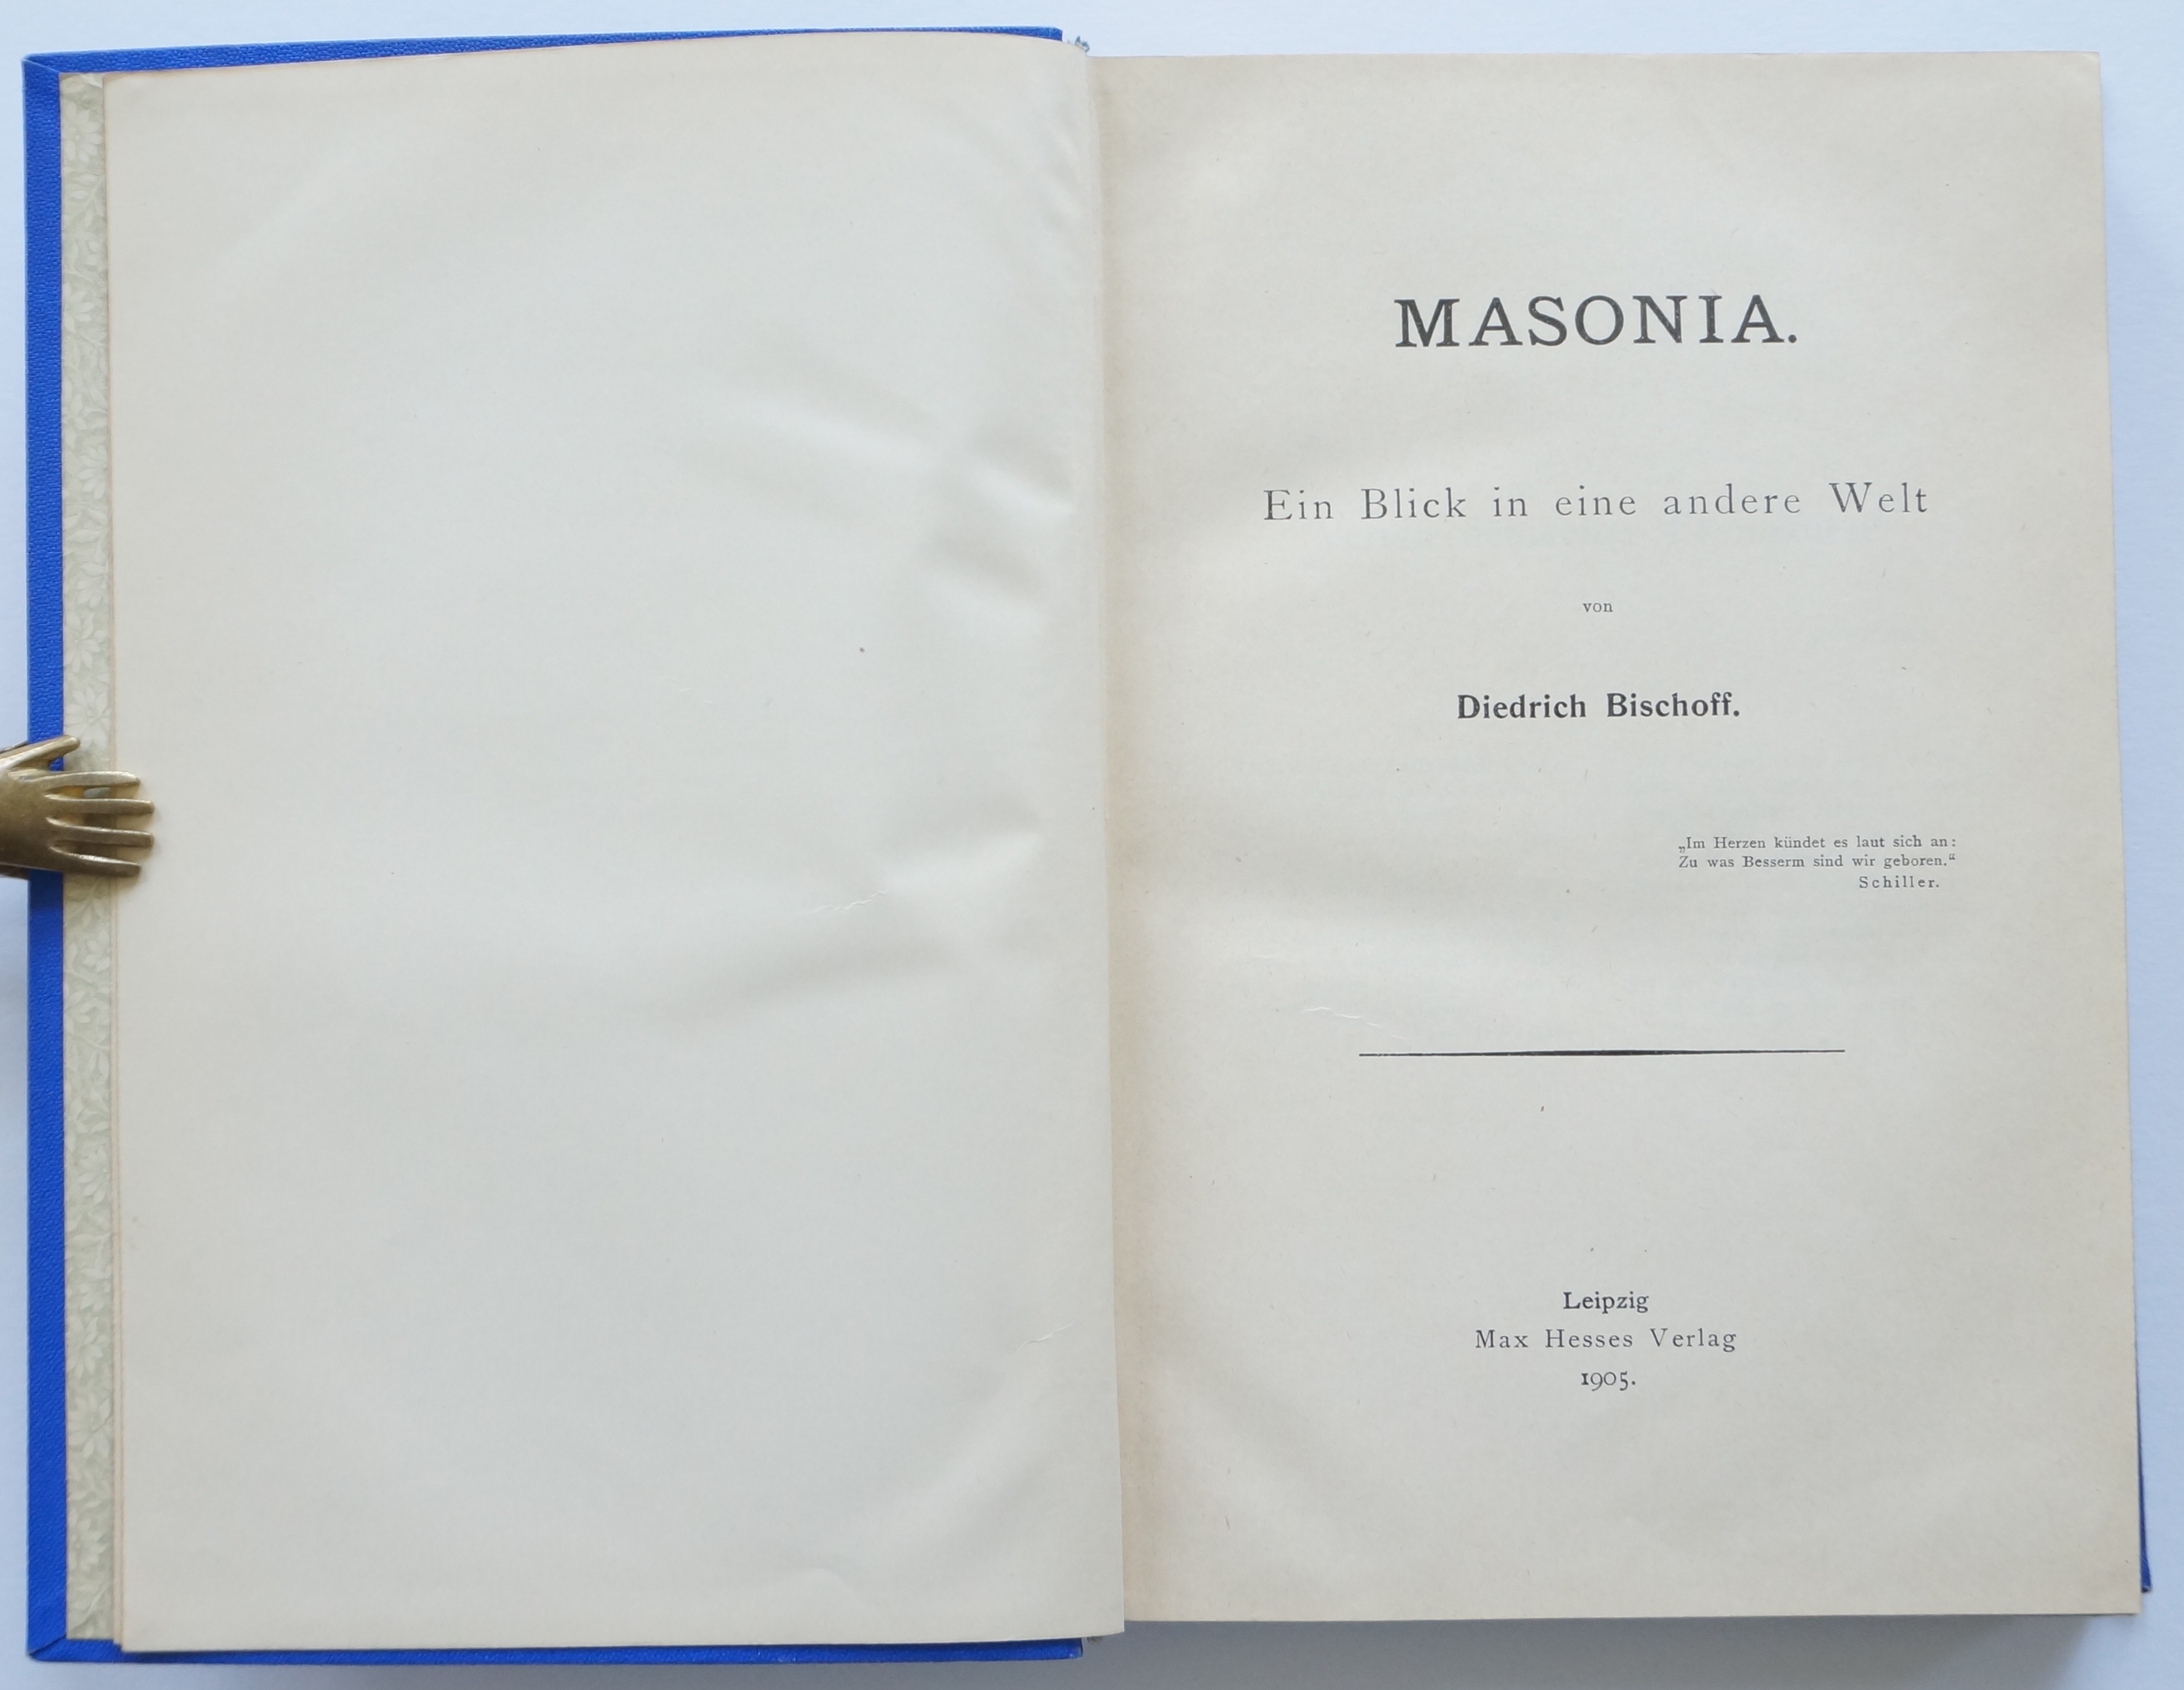 MASONIA.
Ein Blick in eine andere Welt
von
Diedrich Bischoff.
„Im Herzen kündet es laut sich an:
Zu was Besserm sind wir geboren.“
Schiller.
Leipzig
Max Hesses Verlag
1905.